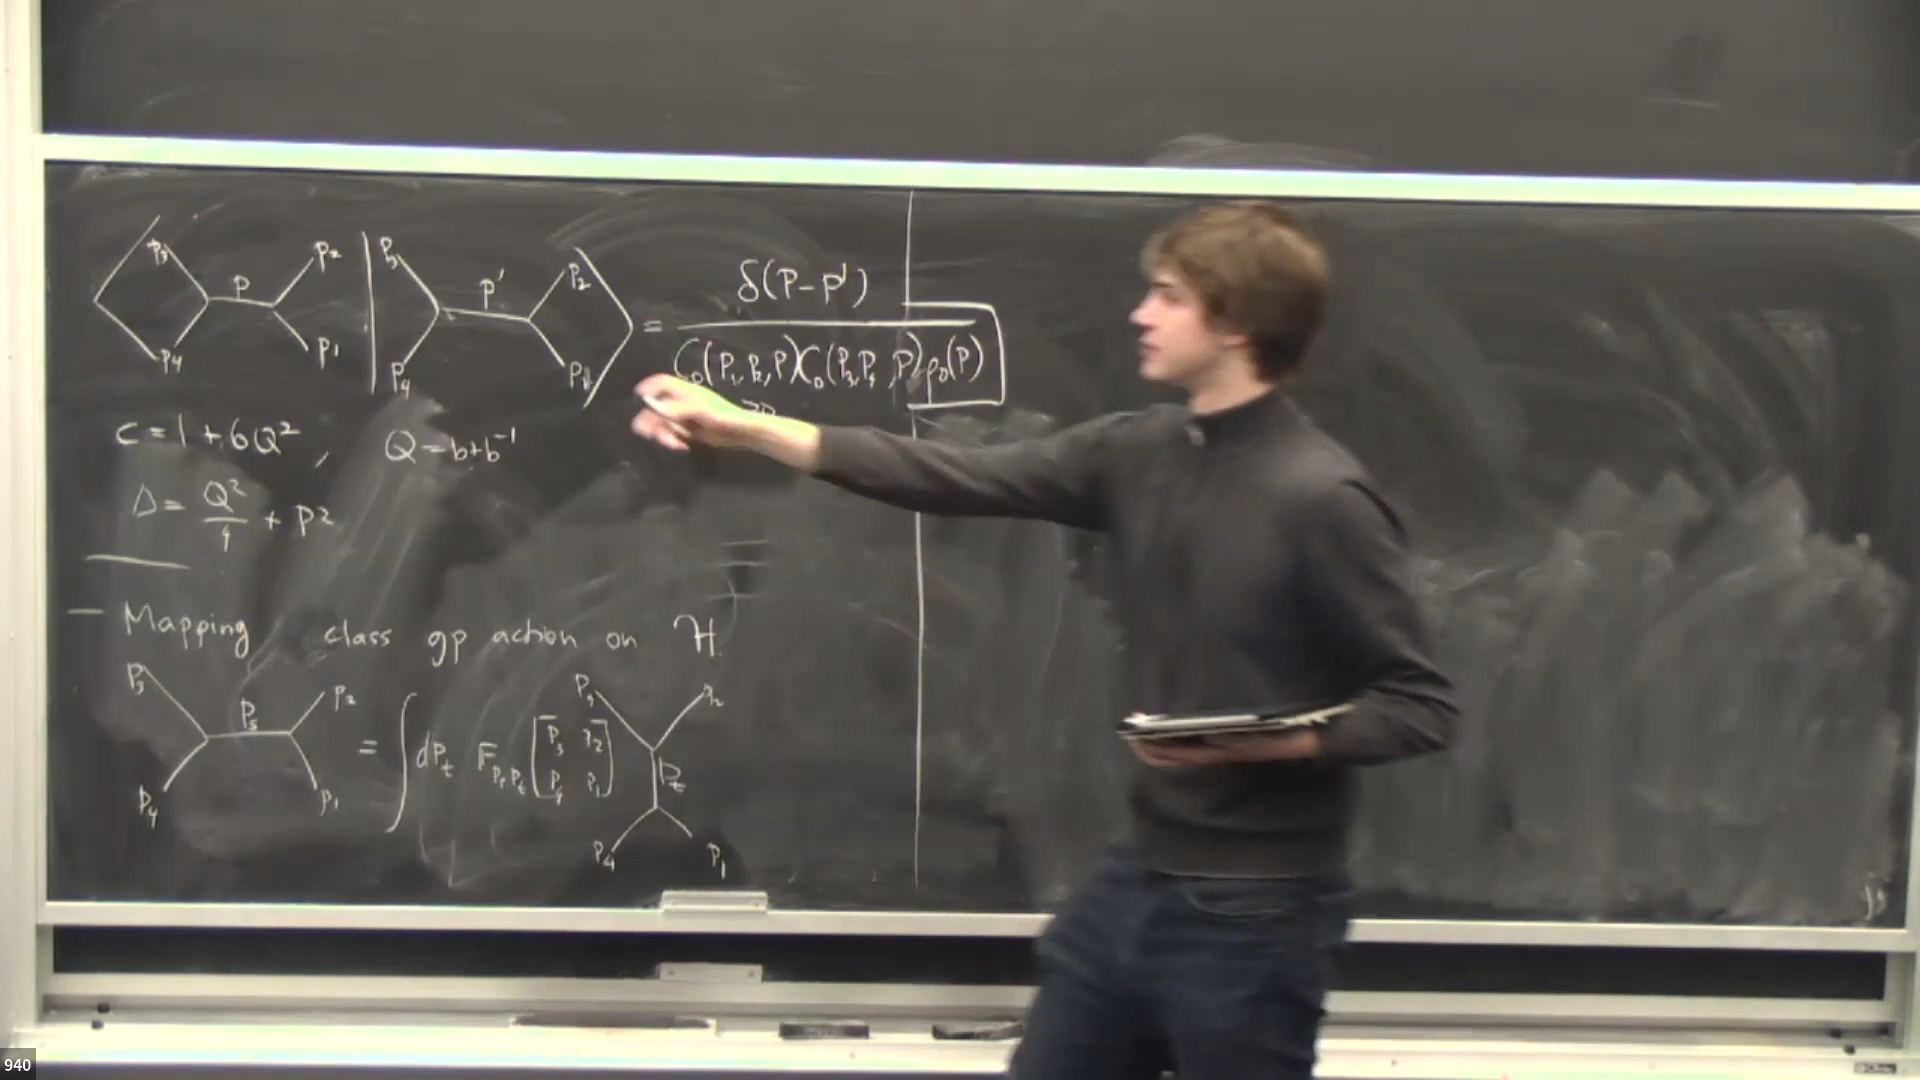 ⟨ P3 P4 P P2 P1 | P3 P4 P' P2 P1 ⟩ = δ(P-P') / C0(P1, P2, P) C0(P3, P4, P) ρ0(P)
c = 1 + 6Q², Q = b+b⁻¹
Δ = Q²/4 + P²
— Mapping class gp action on H.
P3 P4 Ps P2 P1 = ∫ dPt F Ps Pt [P3 P2 P4 P1] P3 P2 Pt P4 P1
940